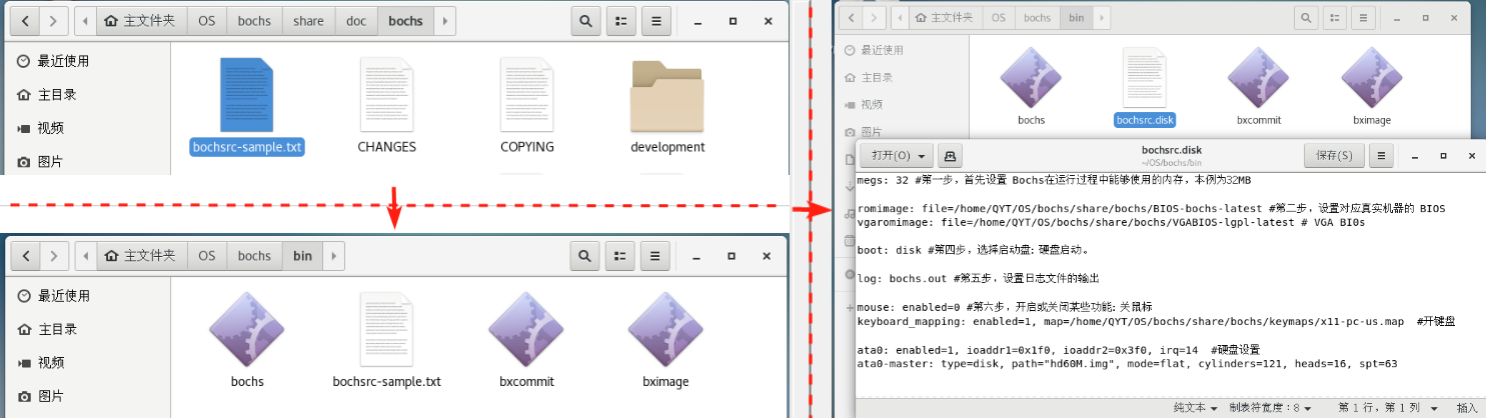 主文件夹 OS bochs share doc bochs
最近使用
主目录
视频
图片
bochsrc-sample.txt CHANGES COPYING development
主文件夹 OS bochs bin
最近使用
主目录
视频
图片
bochs bochsrc-sample.txt bxcommit bximage
主文件夹 OS bochs bin
最近使用
主目录
视频
图片
bochs bochsrc.disk bxcommit bximage
打开(O) bochsrc.disk 保存(S)
~/OS/bochs/bin
megs: 32 #第一步，首先设置 Bochs在运行过程中能够使用的内存，本例为32MB
romimage: file=/home/QYT/OS/bochs/share/bochs/BIOS-bochs-latest #第二步，设置对应真实机器的 BIOS
vgaromimage: file=/home/QYT/OS/bochs/share/bochs/VGABIOS-lgpl-latest # VGA BI0s
boot: disk #第四步，选择启动盘: 硬盘启动。
log: bochs.out #第五步，设置日志文件的输出
mouse: enabled=0 #第六步，开启或关闭某些功能: 关鼠标
keyboard_mapping: enabled=1, map=/home/QYT/OS/bochs/share/bochs/keymaps/x11-pc-us.map #开键盘
ata0: enabled=1, ioaddr1=0x1f0, ioaddr2=0x3f0, irq=14 #硬盘设置
ata0-master: type=disk, path="hd60M.img", mode=flat, cylinders=121, heads=16, spt=63
纯文本 制表符宽度：8 第 1 行，第 1 列 插入